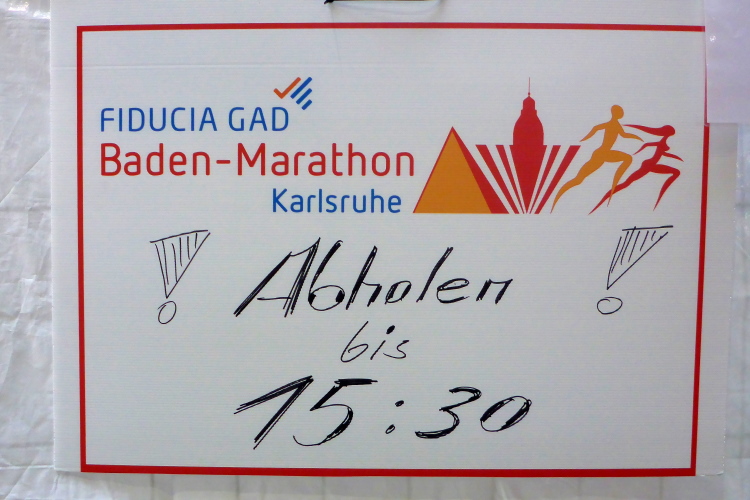 FIDUCIA GAD
Baden-Marathon
Karlsruhe
! Abholen !
bis
15:30